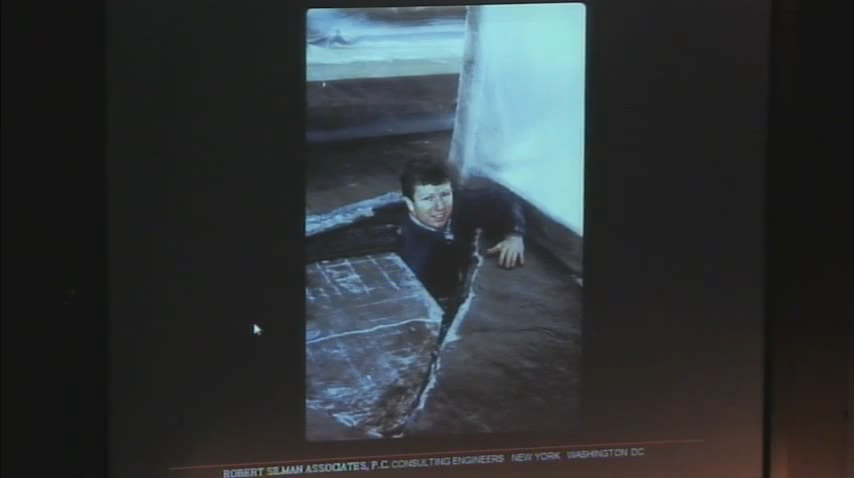 ROBERT SILMAN ASSOCIATES, P.C. CONSULTING ENGINEERS NEW YORK WASHINGTON DC